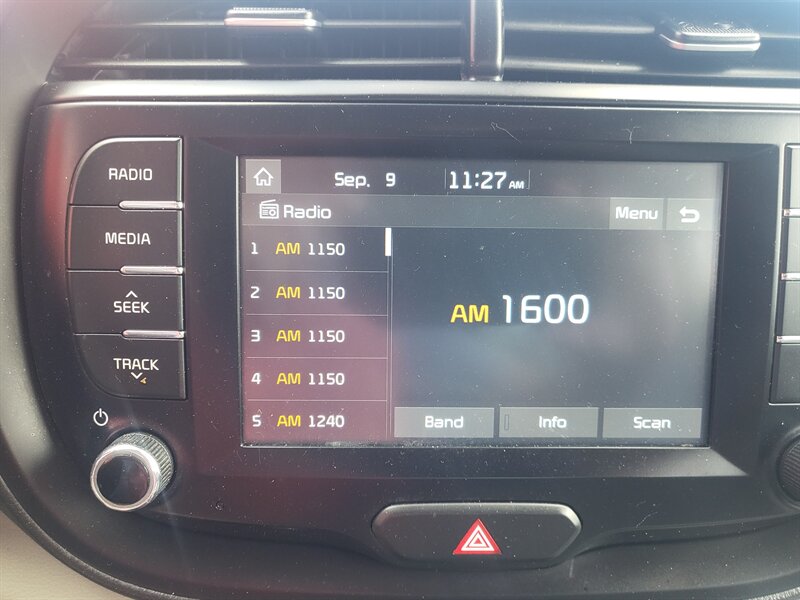 RADIO
MEDIA
SEEK
TRACK
Sep. 9 11:27 AM
Radio
Menu
1 AM 1150
2 AM 1150
3 AM 1150
4 AM 1150
5 AM 1240
AM 1600
Band
Info
Scan